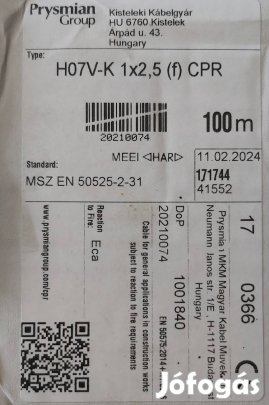 Prysmian
Group
Kisteleki Kábelgyár
HU 6760 Kistelek
Árpád u. 43.
Hungary
Type:
H07V-K 1x2,5 (f) CPR
20210074
100 m
MEEI ◁HAR▷
11.02.2024
Standard:
MSZ EN 50525-2-31
171744
41552
www.prysmiangroup.com/cpr
Reaction
to Fire:
Eca
Cable for general applications in construction works
subject to reaction to fire requirements
DoP
20210074
1001840
EN 50575:2014+
17
0366
Prysmian MKM Magyar Kábel Művek
Neumann János str. 1/E, H-1117 Budapest
Hungary
Jófogás